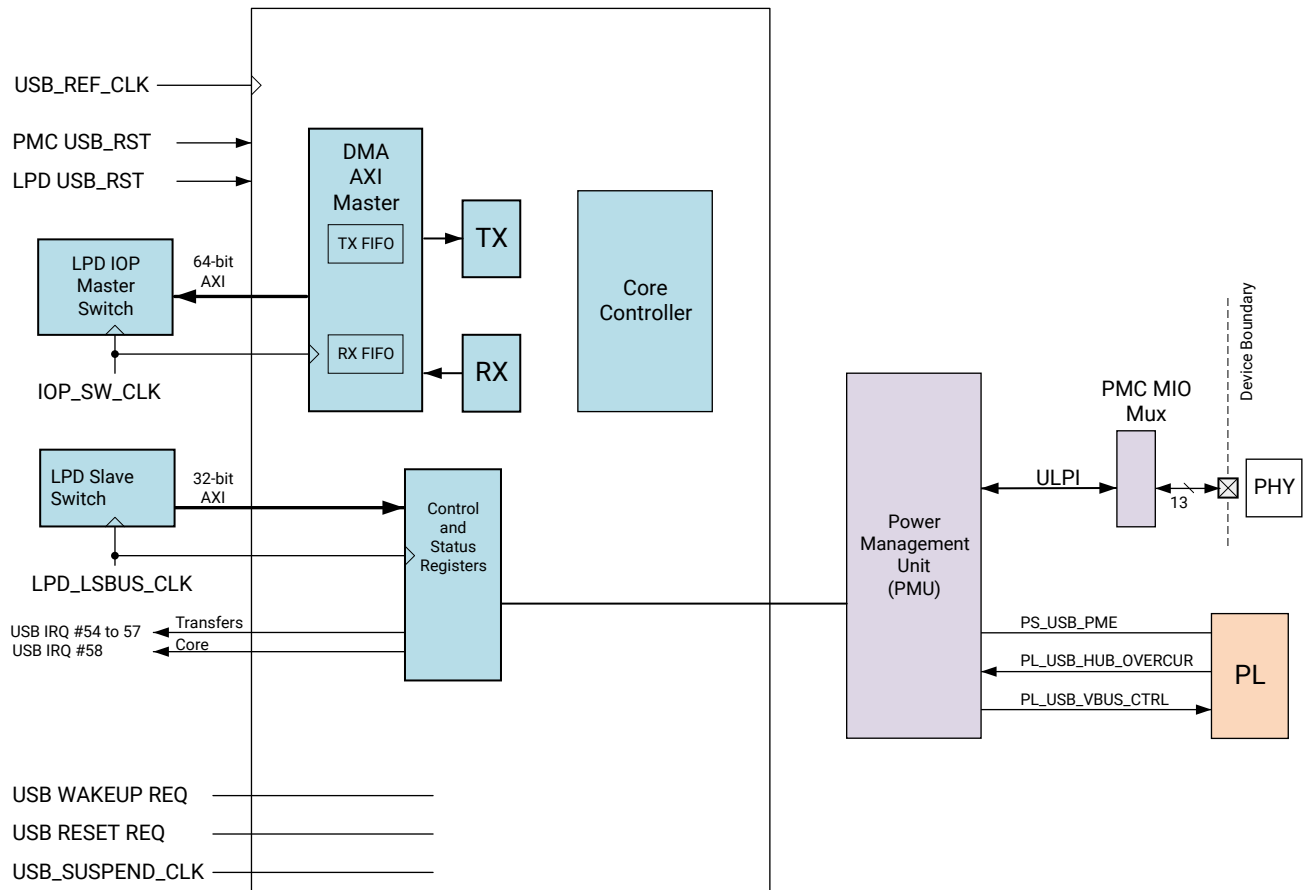 USB_REF_CLK
PMC USB_RST
LPD USB_RST
DMA
AXI
Master
TX FIFO
TX
LPD IOP
Master
Switch
64-bit
AXI
Core
Controller
RX FIFO
RX
IOP_SW_CLK
Device Boundary
PMC MIO
Mux
LPD Slave
Switch
32-bit
AXI
Control
and
Status
Registers
ULPI
13
PHY
Power
Management
Unit
(PMU)
LPD_LSBUS_CLK
USB IRQ #54 to 57
Transfers
USB IRQ #58
Core
PS_USB_PME
PL_USB_HUB_OVERCUR
PL_USB_VBUS_CTRL
PL
USB WAKEUP REQ
USB RESET REQ
USB_SUSPEND_CLK